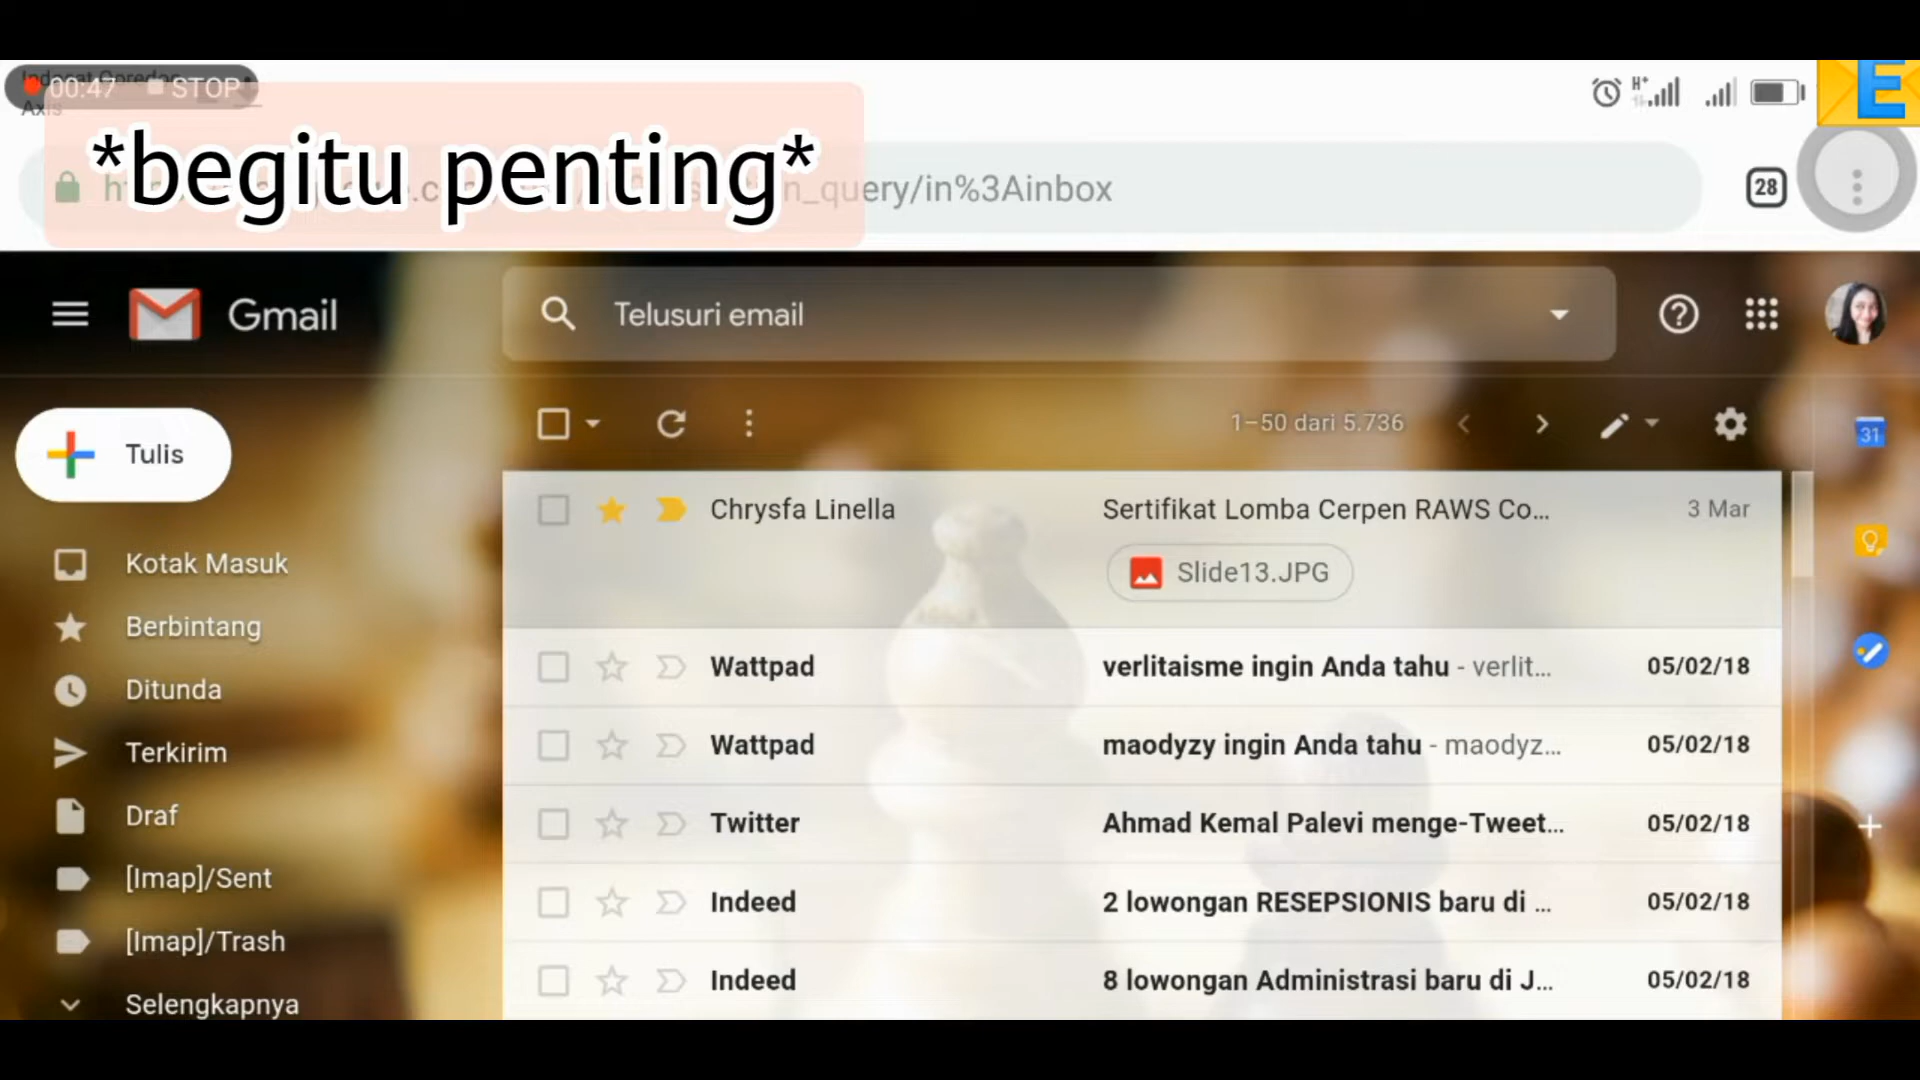 00:47 STOP
Axis
*begitu penting*
n_query/in%3Ainbox
28
E
Gmail
Telusuri email
Tulis
1–50 dari 5.736
31
Kotak Masuk
Berbintang
Ditunda
Terkirim
Draf
[Imap]/Sent
[Imap]/Trash
Selengkapnya
Chrysfa Linella Sertifikat Lomba Cerpen RAWS Co... 3 Mar
Slide13.JPG
Wattpad verlitaisme ingin Anda tahu - verlit... 05/02/18
Wattpad maodyzy ingin Anda tahu - maodyz... 05/02/18
Twitter Ahmad Kemal Palevi menge-Tweet... 05/02/18
Indeed 2 lowongan RESEPSIONIS baru di ... 05/02/18
Indeed 8 lowongan Administrasi baru di J... 05/02/18